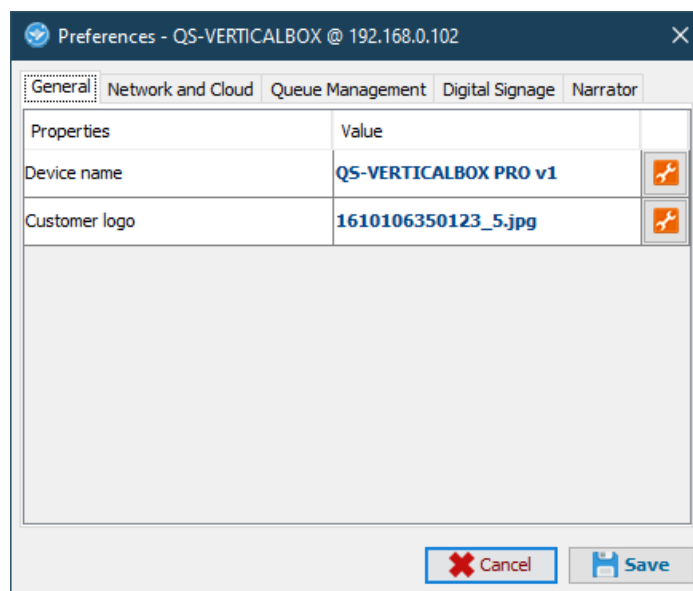 Preferences - QS-VERTICALBOX @ 192.168.0.102
General Network and Cloud Queue Management Digital Signage Narrator
Properties Value
Device name QS-VERTICALBOX PRO v1
Customer logo 1610106350123_5.jpg
Cancel Save